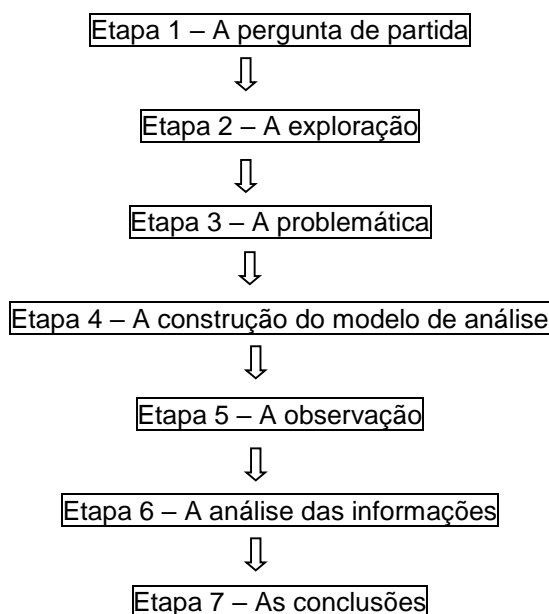 Etapa 1 – A pergunta de partida
Etapa 2 – A exploração
Etapa 3 – A problemática
Etapa 4 – A construção do modelo de análise
Etapa 5 – A observação
Etapa 6 – A análise das informações
Etapa 7 – As conclusões